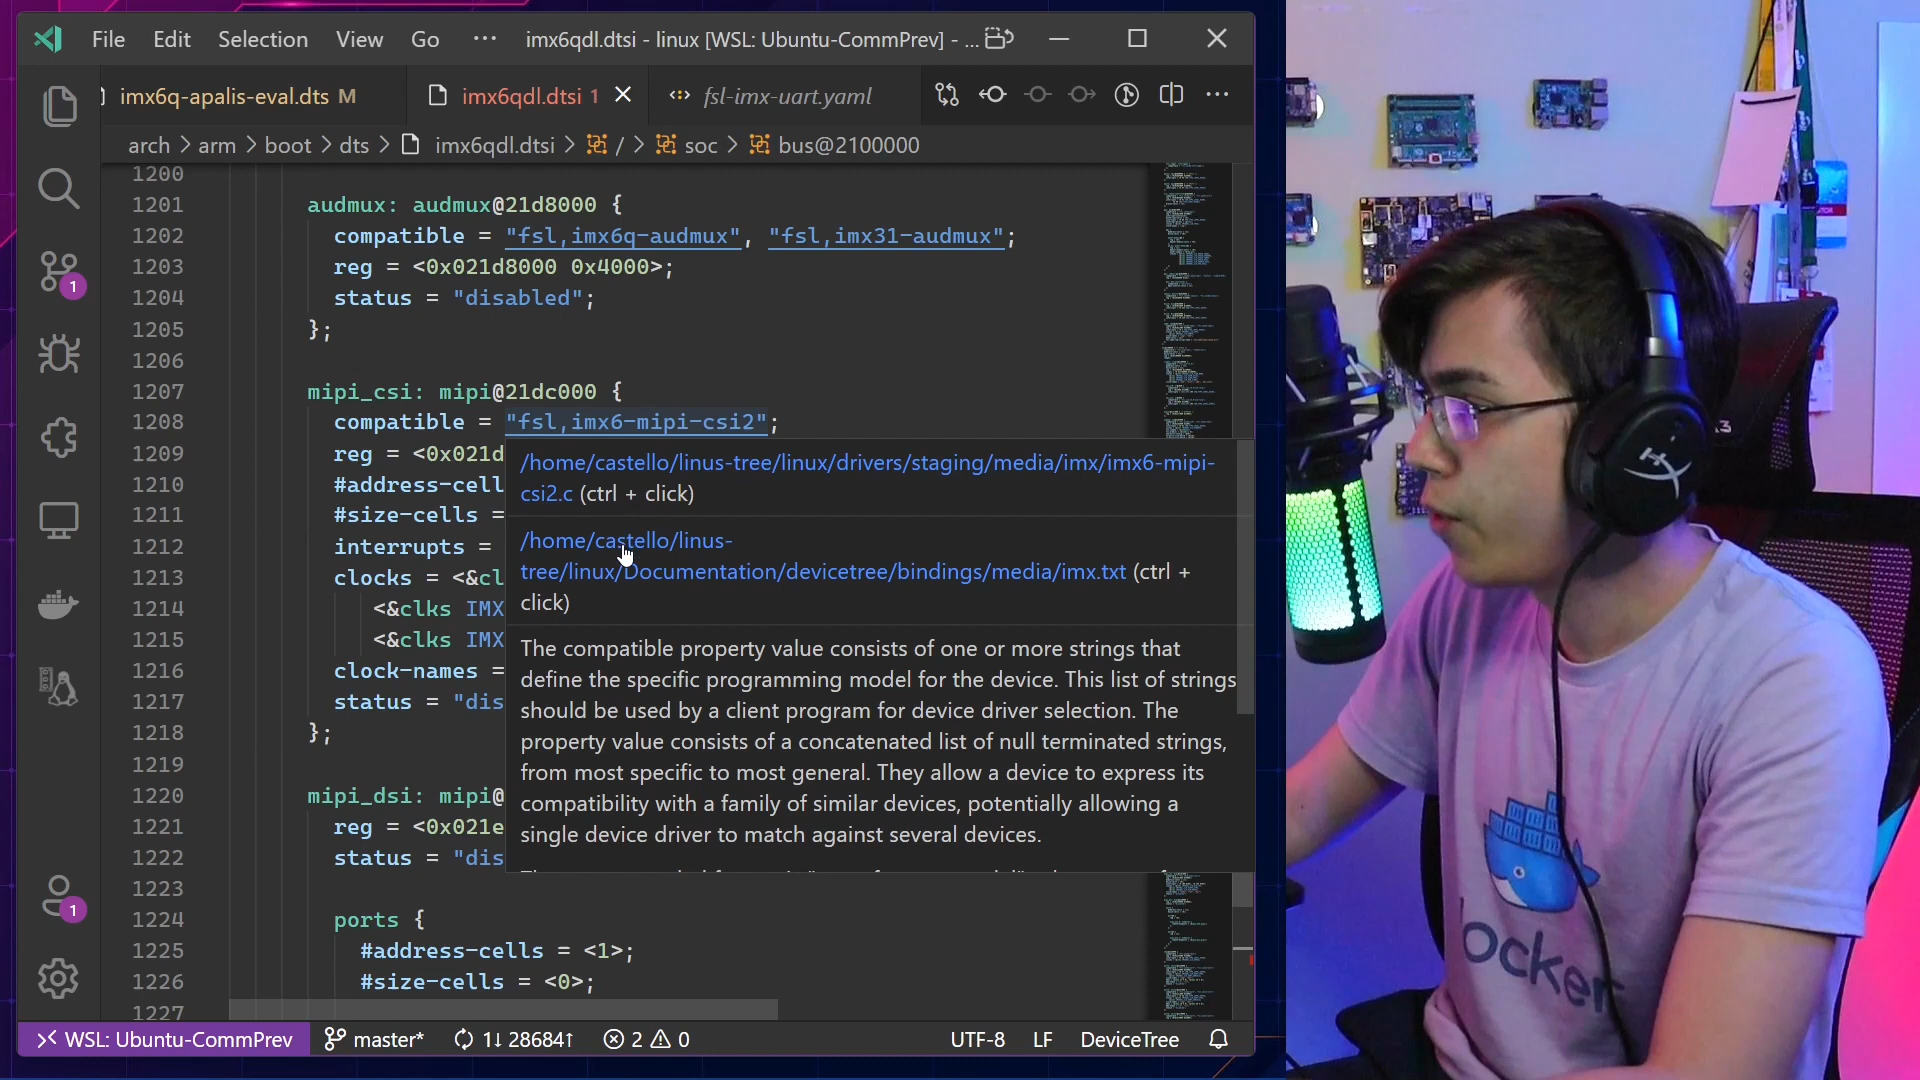 File Edit Selection View Go ··· imx6qdl.dtsi - linux [WSL: Ubuntu-CommPrev] - ...
imx6q-apalis-eval.dts M imx6qdl.dtsi 1 fsl-imx-uart.yaml
arch > arm > boot > dts > imx6qdl.dtsi > / > soc > bus@2100000
1200
1201 audmux: audmux@21d8000 {
1202 compatible = "fsl,imx6q-audmux", "fsl,imx31-audmux";
1203 reg = <0x021d8000 0x4000>;
1204 status = "disabled";
1205 };
1206
1207 mipi_csi: mipi@21dc000 {
1208 compatible = "fsl,imx6-mipi-csi2";
1209 reg = <0x021d
1210 #address-cell
1211 #size-cells =
1212 interrupts =
1213 clocks = <&cl
1214 <&clks IMX
1215 <&clks IMX
1216 clock-names =
1217 status = "dis
1218 };
1219
1220 mipi_dsi: mipi@
1221 reg = <0x021e
1222 status = "dis
1223
1224 ports {
1225 #address-cells = <1>;
1226 #size-cells = <0>;
1227
/home/castello/linus-tree/linux/drivers/staging/media/imx/imx6-mipi-
csi2.c (ctrl + click)
/home/castello/linus-
tree/linux/Documentation/devicetree/bindings/media/imx.txt (ctrl +
click)
The compatible property value consists of one or more strings that
define the specific programming model for the device. This list of strings
should be used by a client program for device driver selection. The
property value consists of a concatenated list of null terminated strings,
from most specific to most general. They allow a device to express its
compatibility with a family of similar devices, potentially allowing a
single device driver to match against several devices.
1
1
WSL: Ubuntu-CommPrev master* 1↓ 28684↑ 2 0 UTF-8 LF DeviceTree
docker